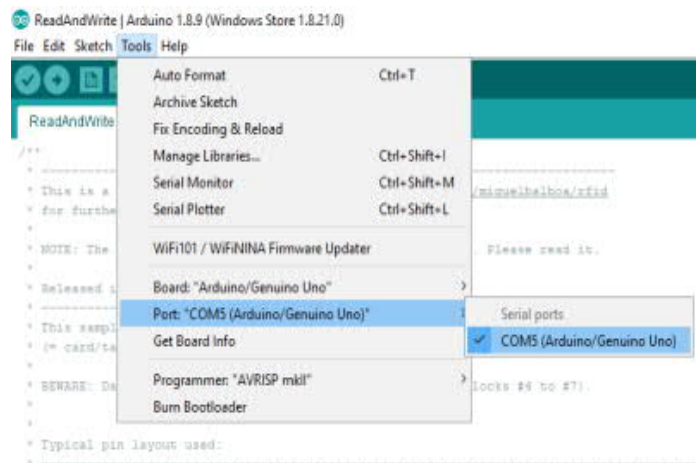 ReadAndWrite | Arduino 1.8.9 (Windows Store 1.8.21.0)
File Edit Sketch Tools Help
ReadAndWrite
Auto Format Ctrl+T
Archive Sketch
Fix Encoding & Reload
Manage Libraries... Ctrl+Shift+I
Serial Monitor Ctrl+Shift+M
Serial Plotter Ctrl+Shift+L
WiFi101 / WiFiNINA Firmware Updater
Board: "Arduino/Genuino Uno"
Port: "COM5 (Arduino/Genuino Uno)"
Get Board Info
Programmer: "AVRISP mkII"
Burn Bootloader
Serial ports
COM5 (Arduino/Genuino Uno)
/**
* --------------------
* This is a /miguelbalboa/rfid
* for furthe
*
* NOTE: The . Please read it.
*
* Released i
* --------------------
* This sampl
* (= card/ta
*
* BEWARE: Da locks #6 to #7).
*
*
* Typical pin layout used: